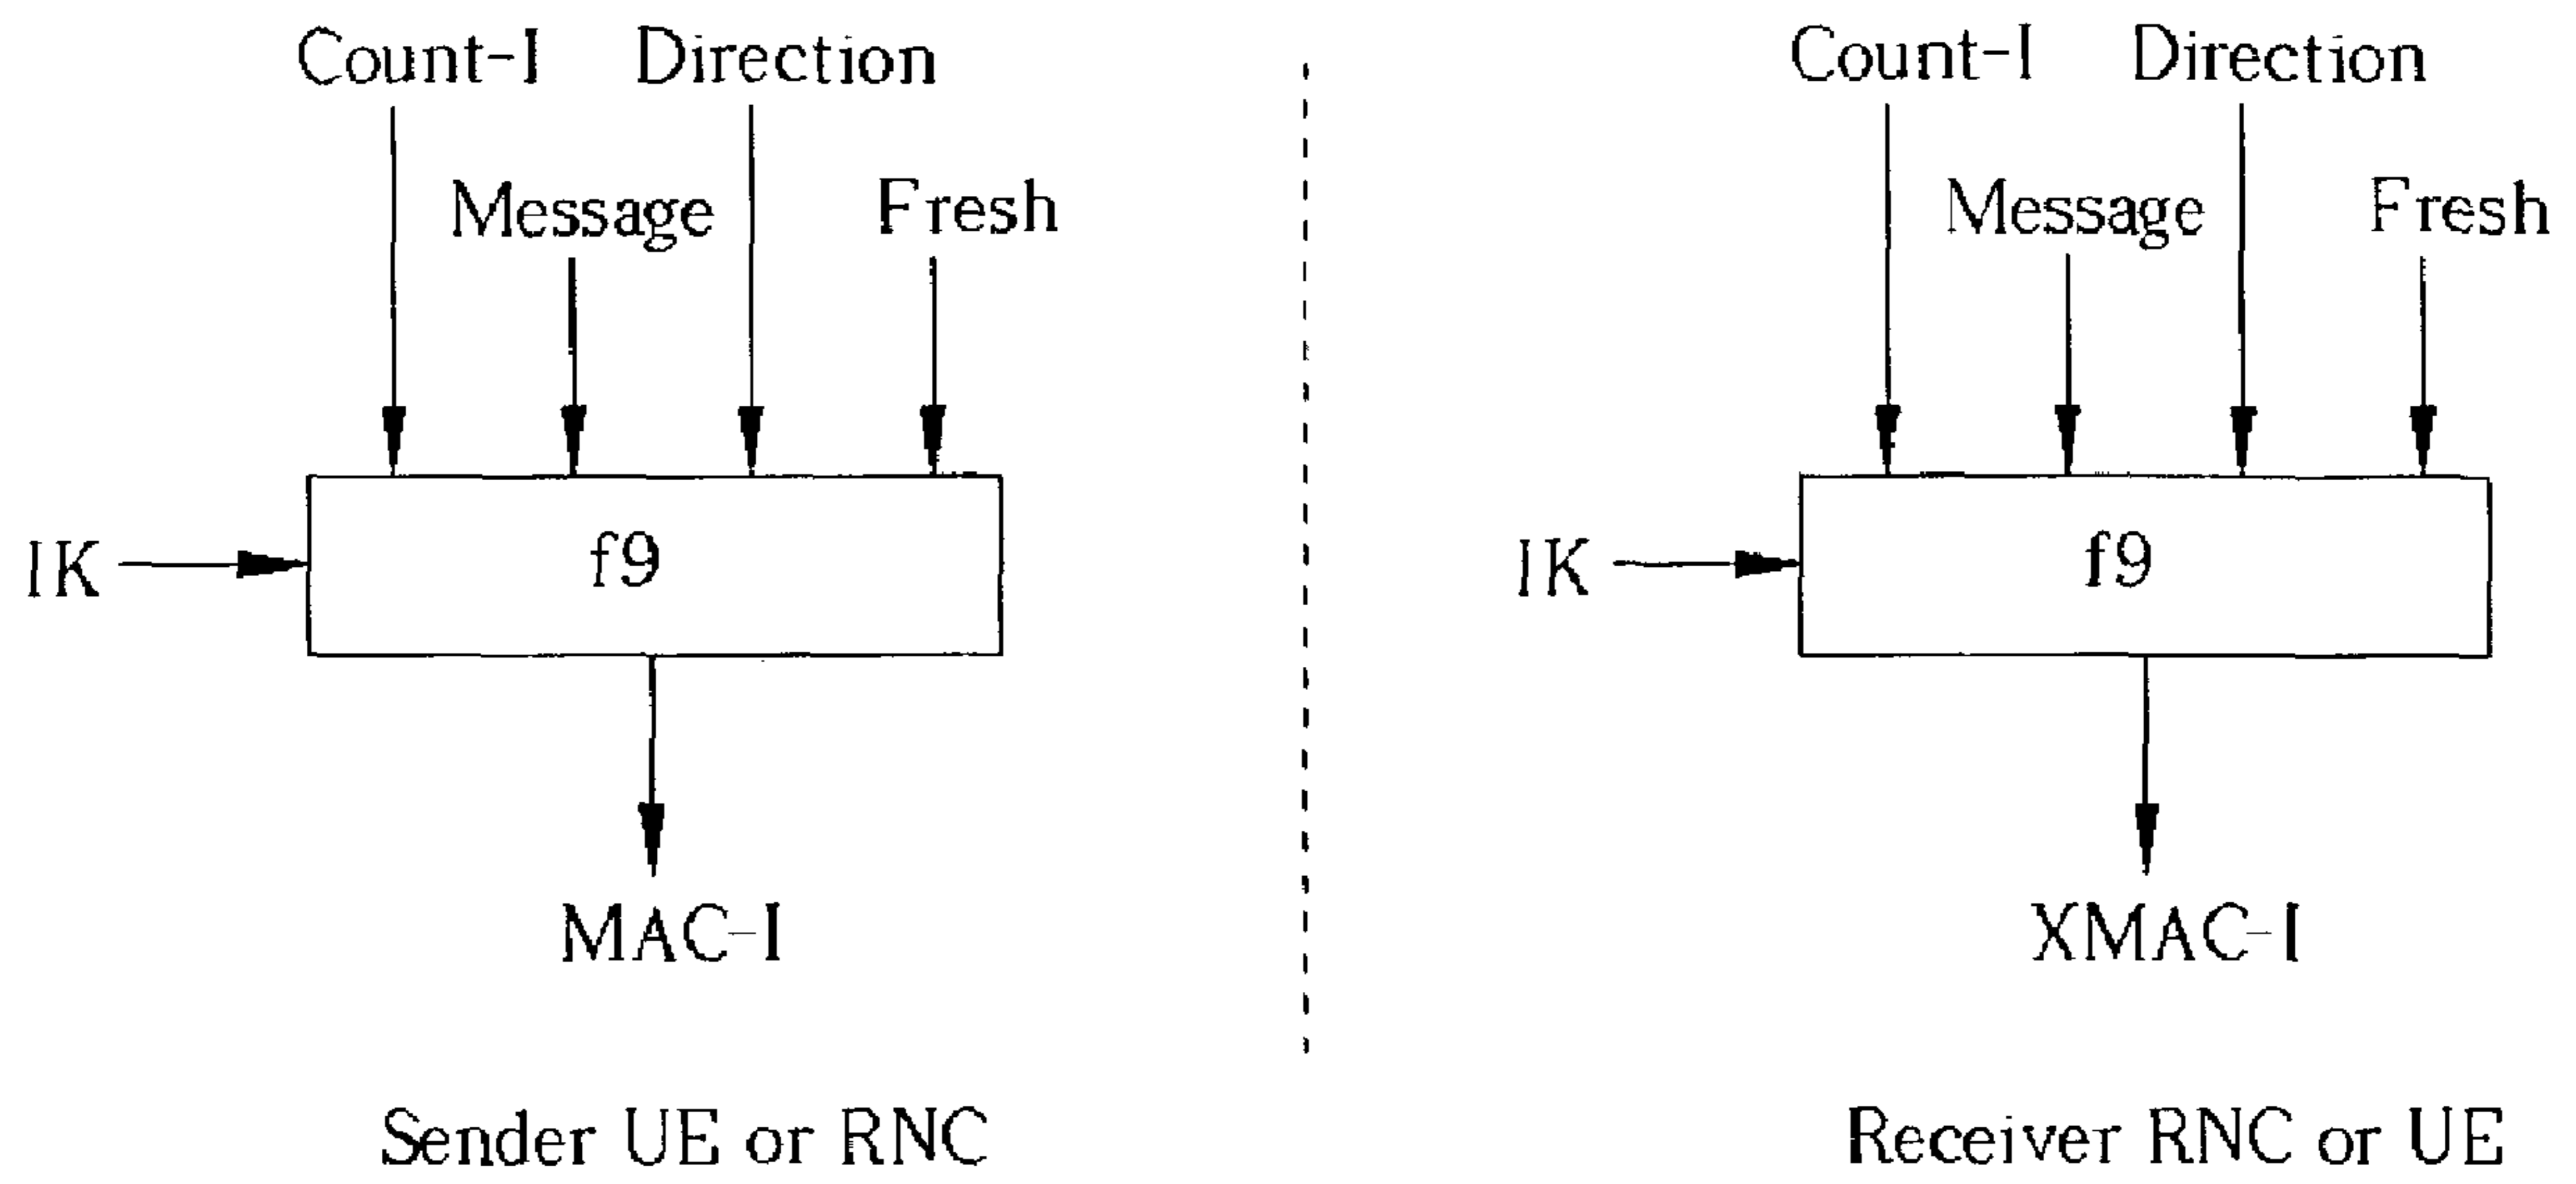 Count-I Direction
Message Fresh
IK f9
MAC-I
Sender UE or RNC
Count-I Direction
Message Fresh
IK f9
XMAC-I
Receiver RNC or UE